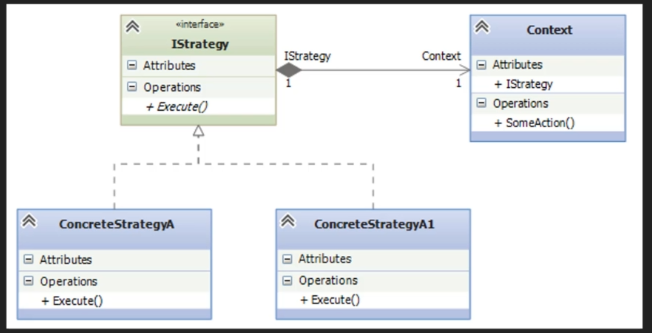 «interface»
IStrategy
Attributes
Operations
+ Execute()
IStrategy
Context
1
1
Context
Attributes
+ IStrategy
Operations
+ SomeAction()
ConcreteStrategyA
Attributes
Operations
+ Execute()
ConcreteStrategyA1
Attributes
Operations
+ Execute()